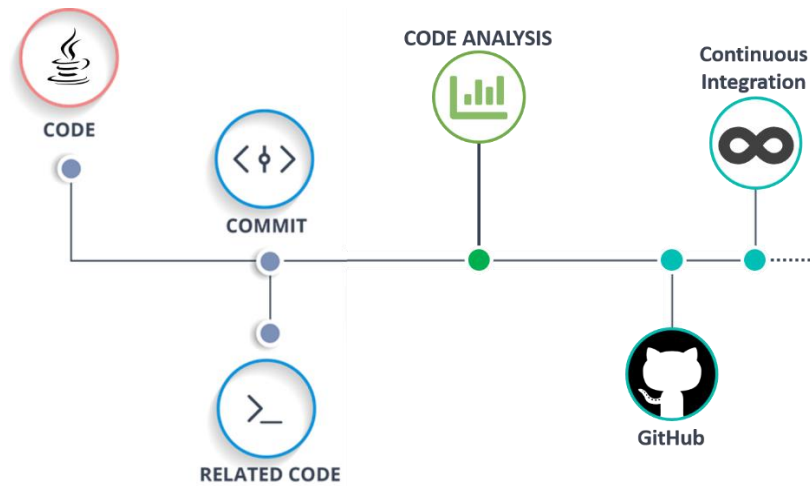 CODE
COMMIT
RELATED CODE
CODE ANALYSIS
GitHub
Continuous
Integration